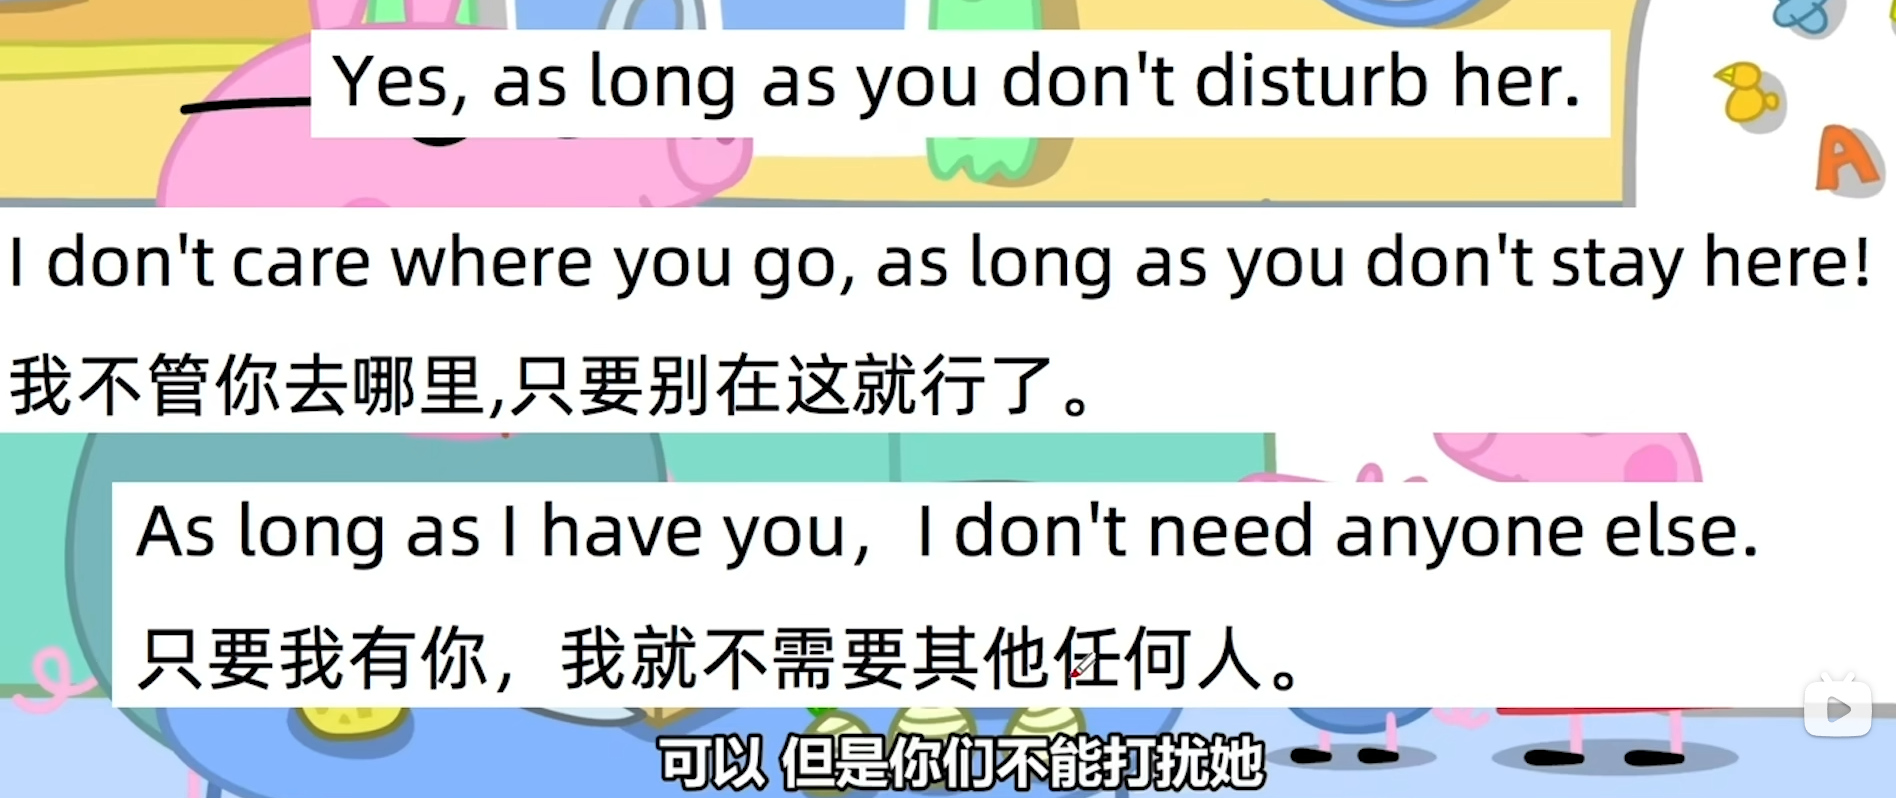 Yes, as long as you don't disturb her.
A
I don't care where you go, as long as you don't stay here!
我不管你去哪里,只要别在这就行了。
As long as I have you，I don't need anyone else.
只要我有你，我就不需要其他任何人。
可以 但是你们不能打扰她